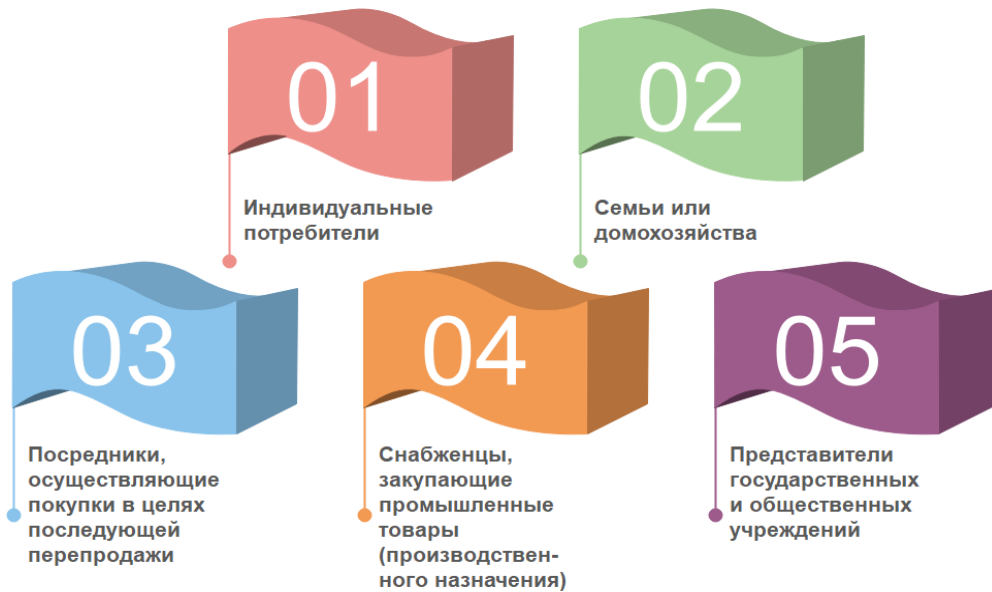 01
Индивидуальные
потребители
02
Семьи или
домохозяйства
03
Посредники,
осуществляющие
покупки в целях
последующей
перепродажи
04
Снабженцы,
закупающие
промышленные
товары
(производствен-
ного назначения)
05
Представители
государственных
и общественных
учреждений